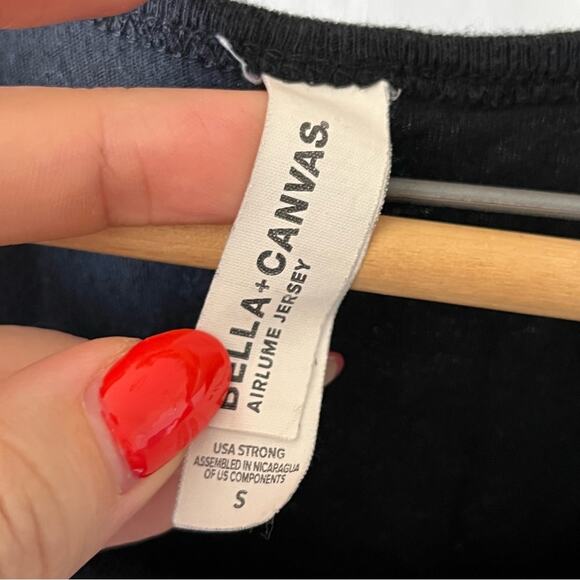 BELLA+CANVAS®
AIRLUME JERSEY
USA STRONG
ASSEMBLED IN NICARAGUA
OF US COMPONENTS
S